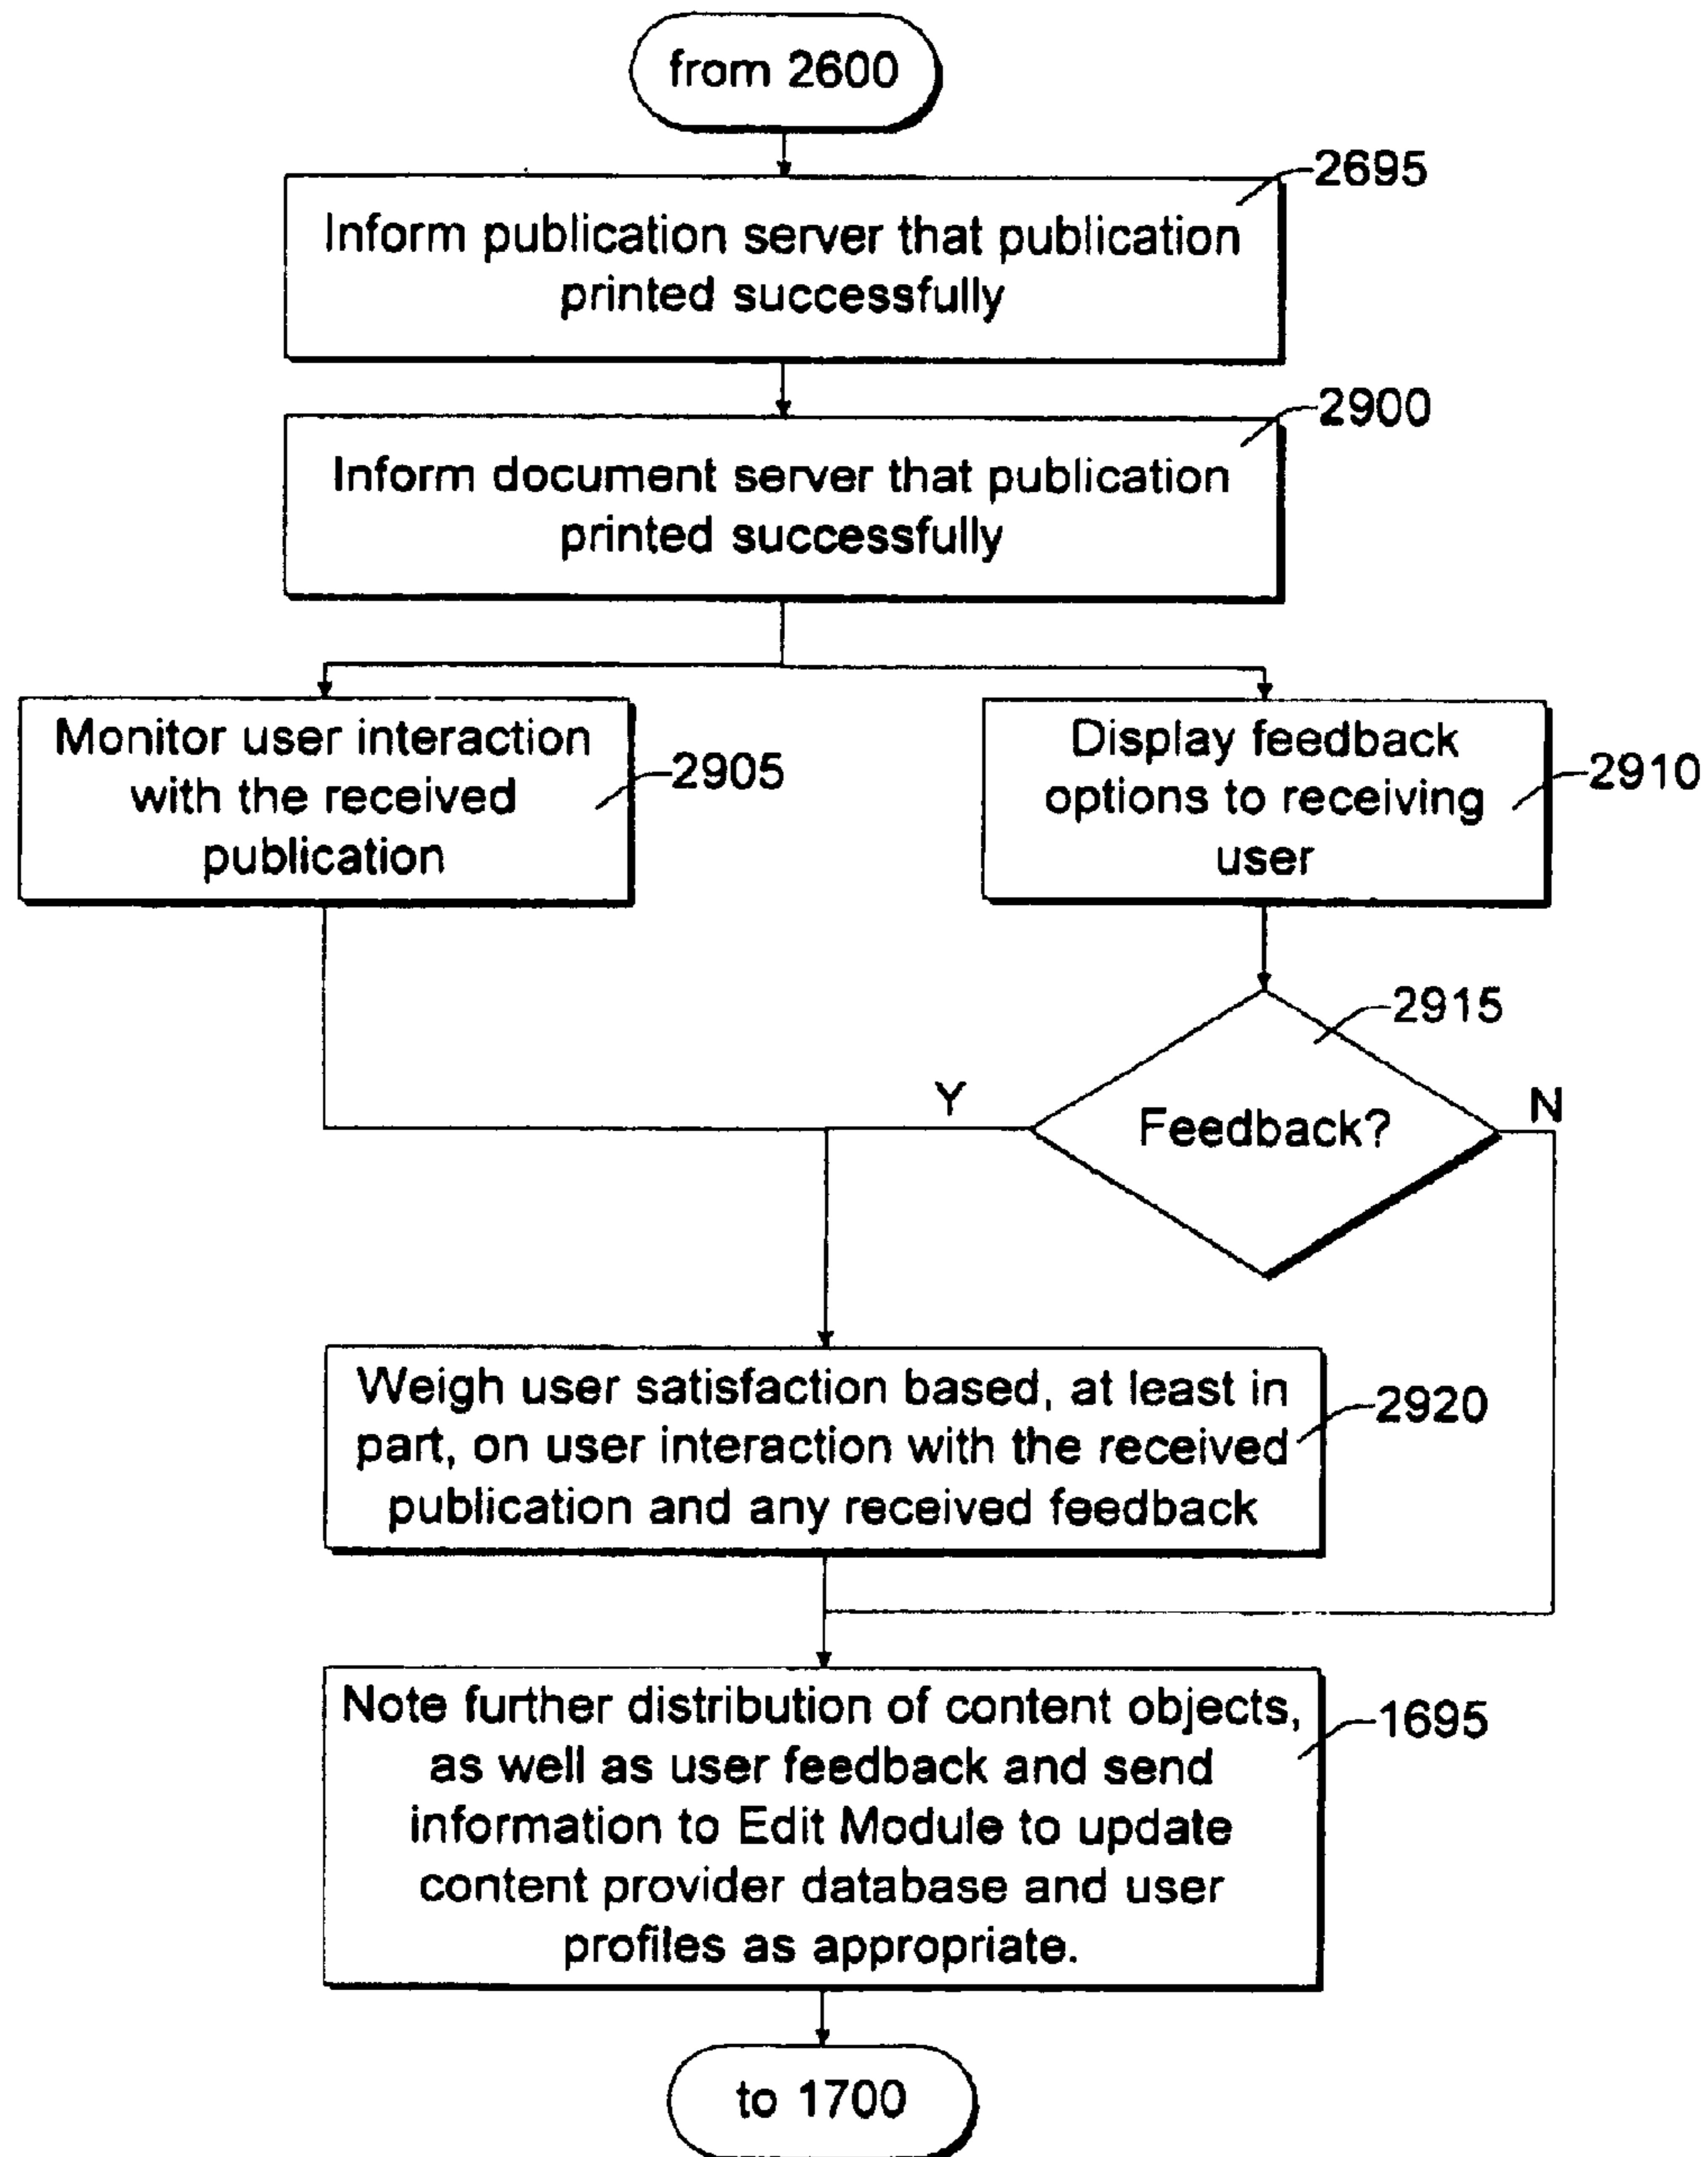 from 2600
2695
Inform publication server that publication
printed successfully
2900
Inform document server that publication
printed successfully
Monitor user interaction
with the received
publication
2905
Display feedback
options to receiving
user
2910
2915
Feedback?
Y
N
Weigh user satisfaction based, at least in
part, on user interaction with the received
publication and any received feedback
2920
Note further distribution of content objects,
as well as user feedback and send
information to Edit Module to update
content provider database and user
profiles as appropriate.
1695
to 1700